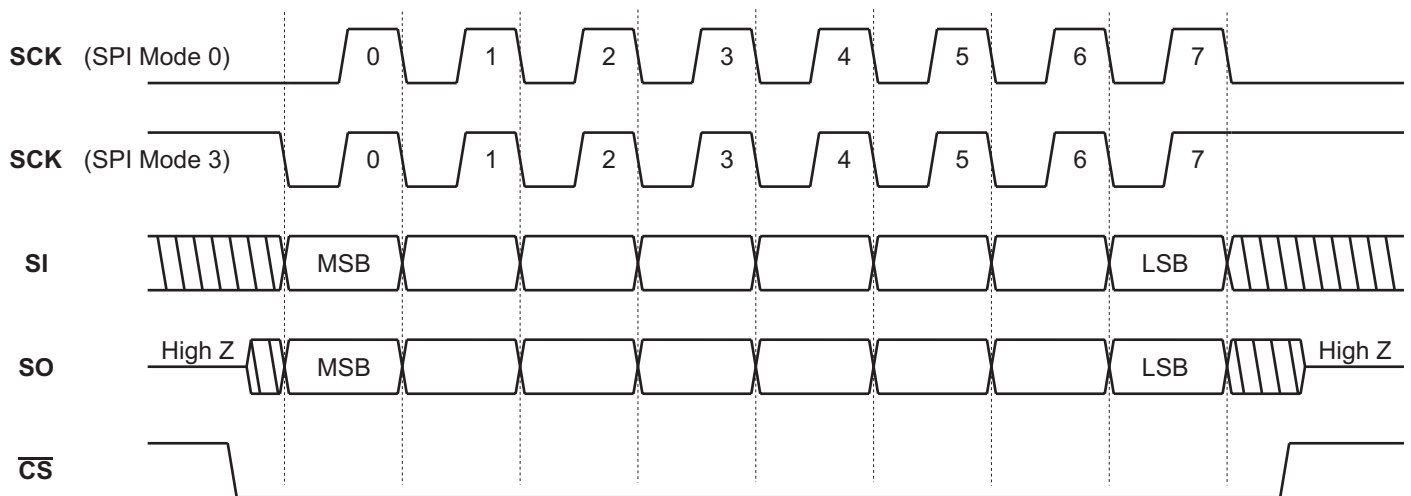 SCK (SPI Mode 0) 0 1 2 3 4 5 6 7
SCK (SPI Mode 3) 0 1 2 3 4 5 6 7
SI MSB LSB
SO High Z MSB LSB High Z
C̅S̅